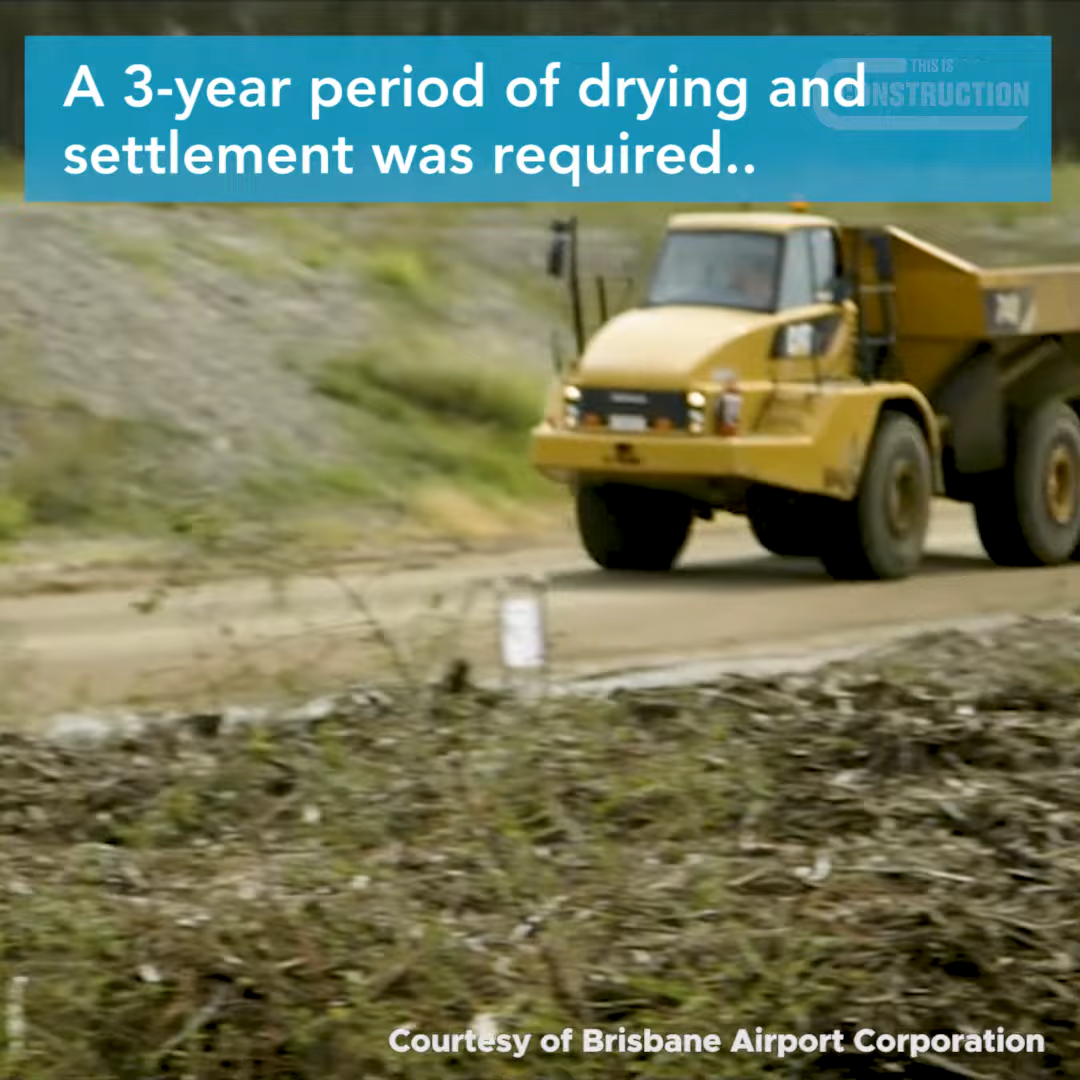 A 3-year period of drying and
settlement was required..
THIS IS
CONSTRUCTION
Courtesy of Brisbane Airport Corporation